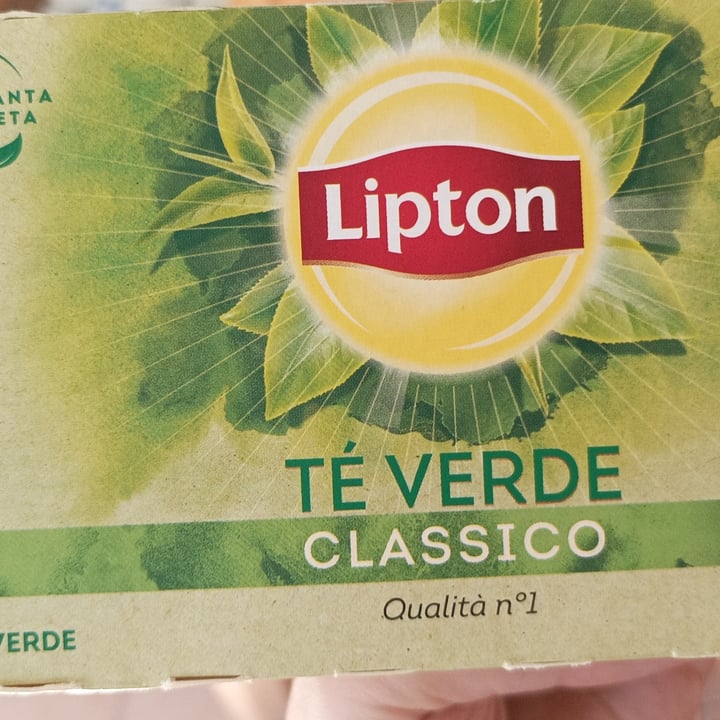 Lipton
TÉ VERDE
CLASSICO
Qualità n°1
VERDE